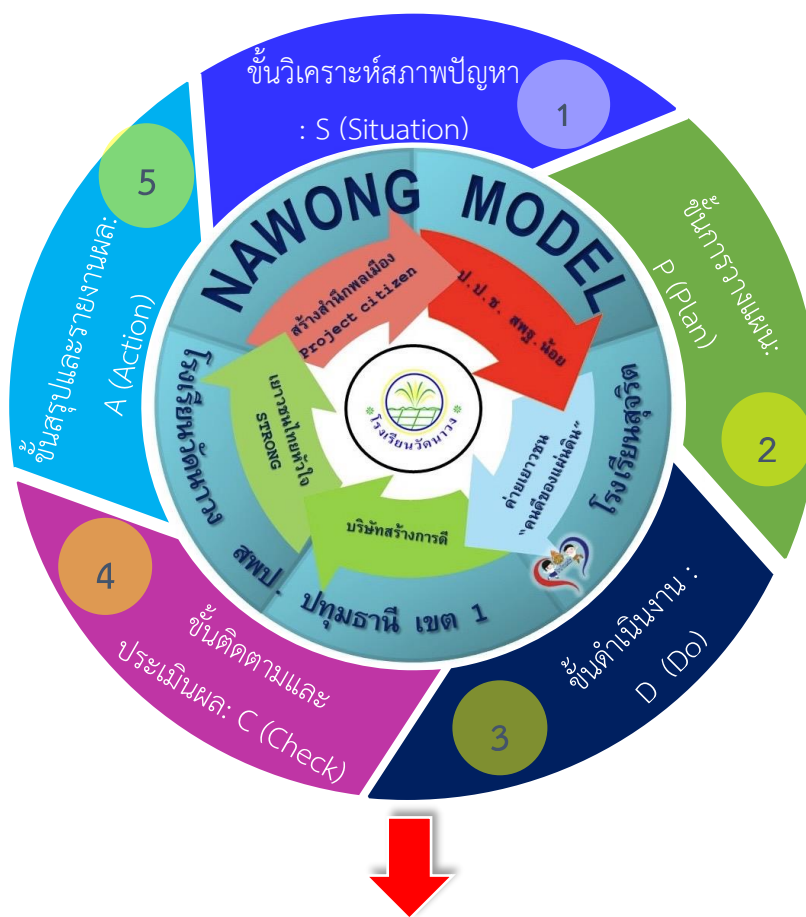 ขั้นวิเคราะห์สภาพปัญหา
: S (Situation)
1
ขั้นการวางแผน:
P (Plan)
2
ขั้นดำเนินงาน :
D (Do)
3
ขั้นติดตามและ
ประเมินผล: C (Check)
4
ขั้นสรุปและรายงานผล:
A (Action)
5
NAWONG MODEL
โรงเรียนสุจริต
โรงเรียนวัดนาวง สพป. ปทุมธานี เขต 1
สร้างสำนึกพลเมือง
Project citizen
ป.ป.ช. สพฐ.น้อย
ค่ายเยาวชน
“คนดีของแผ่นดิน”
บริษัทสร้างการดี
เยาวชนไทยหัวใจ
STRONG
โรงเรียนวัดนาวง